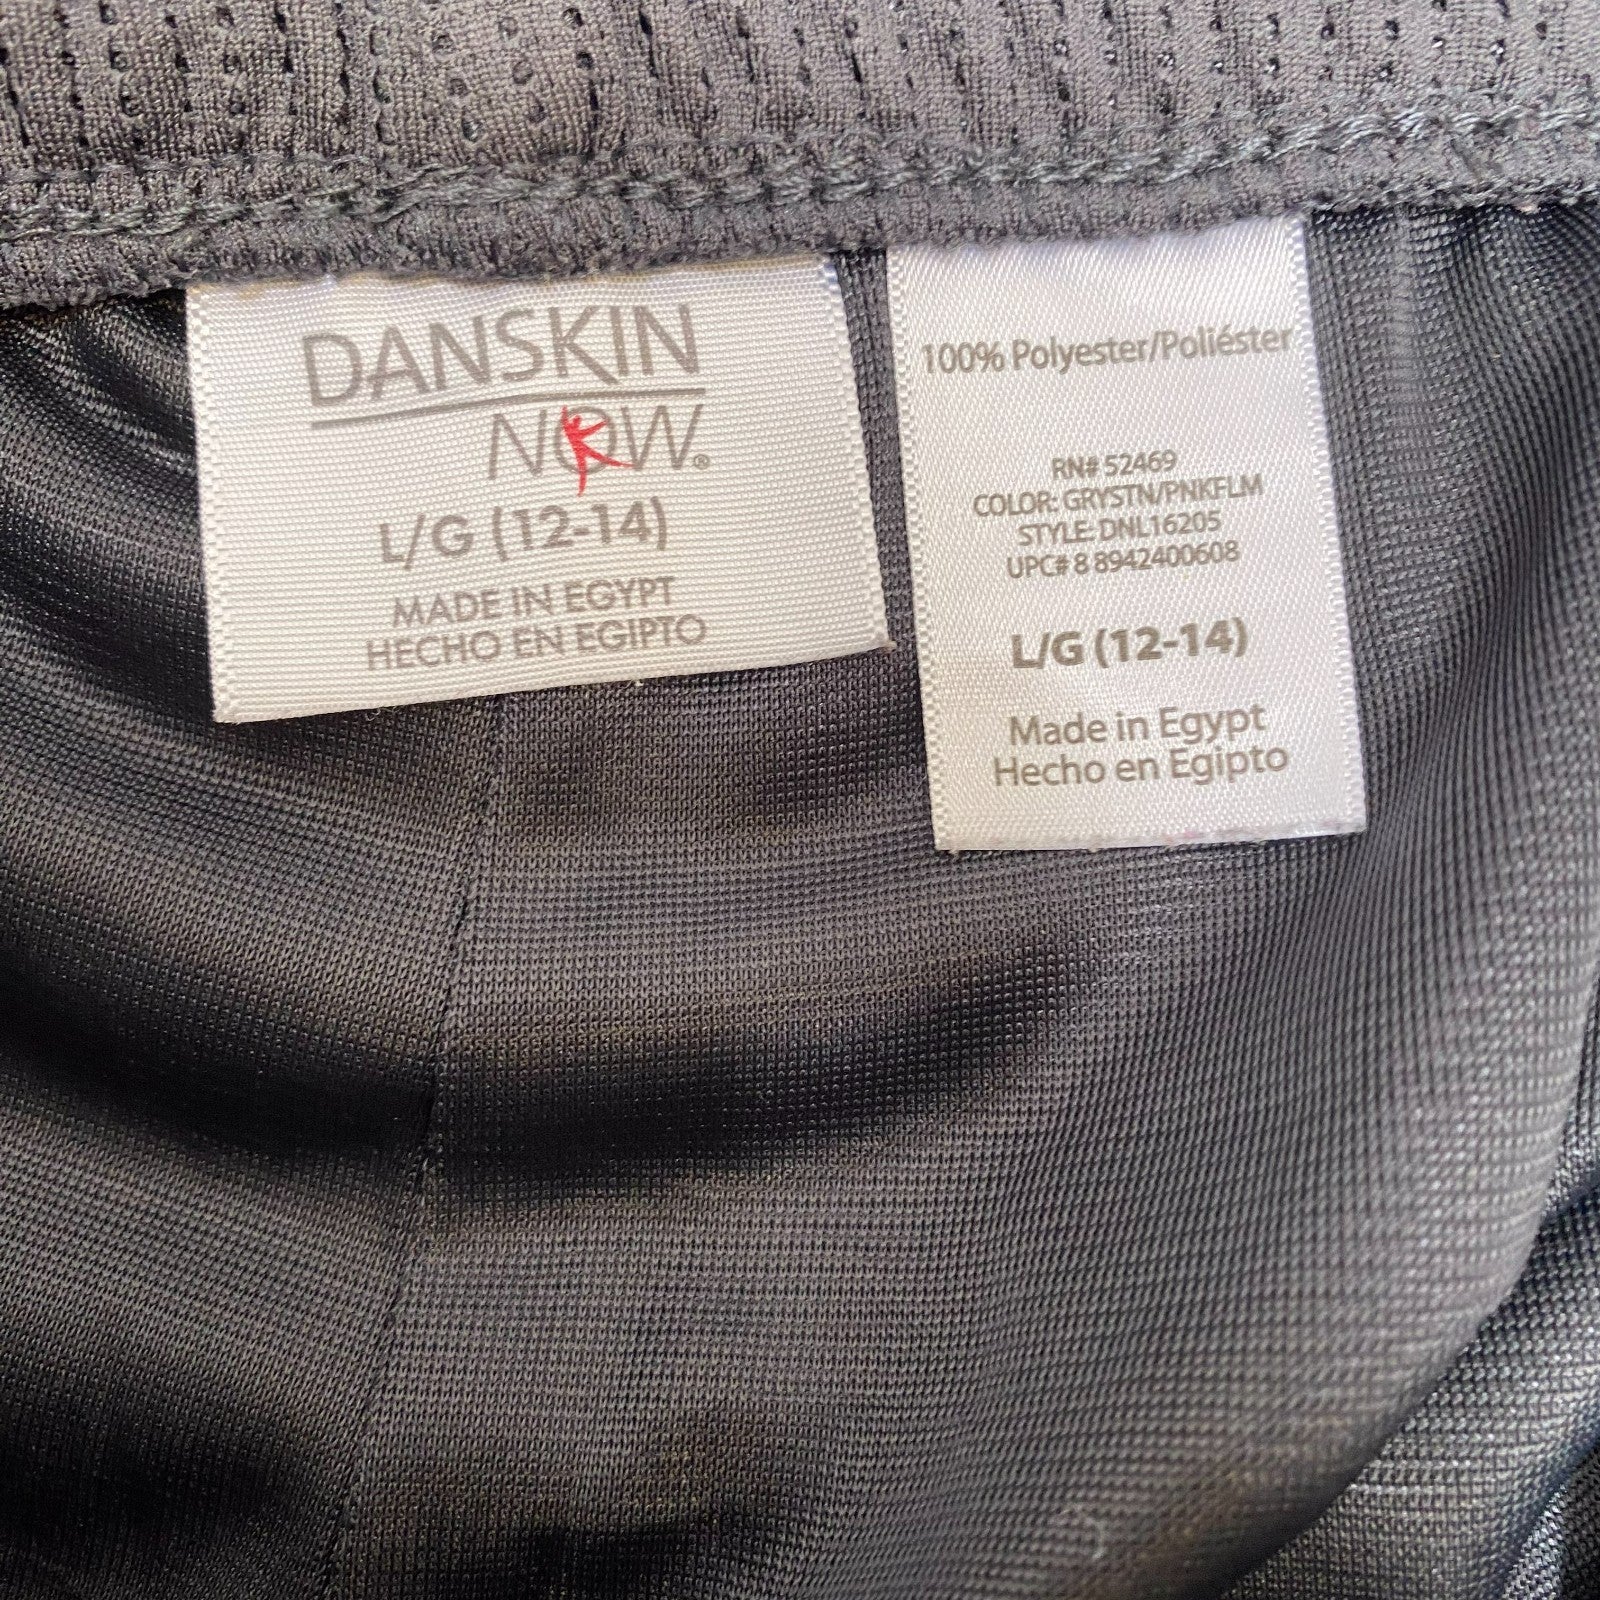 DANSKIN
NOW®
L/G (12-14)
MADE IN EGYPT
HECHO EN EGIPTO
100% Polyester/Poliéster
RN# 52469
COLOR: GRYSTN/PNKFLM
STYLE: DNL16205
UPC# 8 8942400608
L/G (12-14)
Made in Egypt
Hecho en Egipto